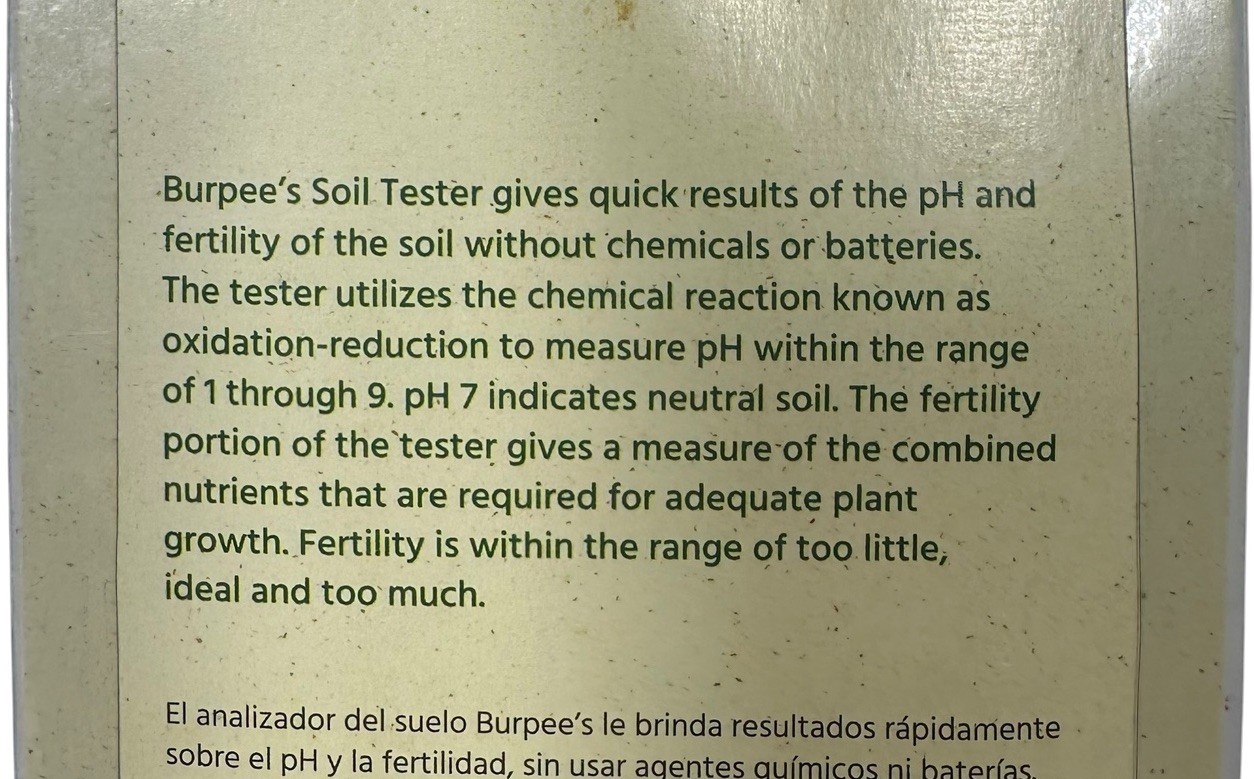 Burpee's Soil Tester gives quick results of the pH and
fertility of the soil without chemicals or batteries.
The tester utilizes the chemical reaction known as
oxidation-reduction to measure pH within the range
of 1 through 9. pH 7 indicates neutral soil. The fertility
portion of the tester gives a measure of the combined
nutrients that are required for adequate plant
growth. Fertility is within the range of too little,
ideal and too much.
El analizador del suelo Burpee's le brinda resultados rápidamente
sobre el pH y la fertilidad, sin usar agentes químicos ni baterías.